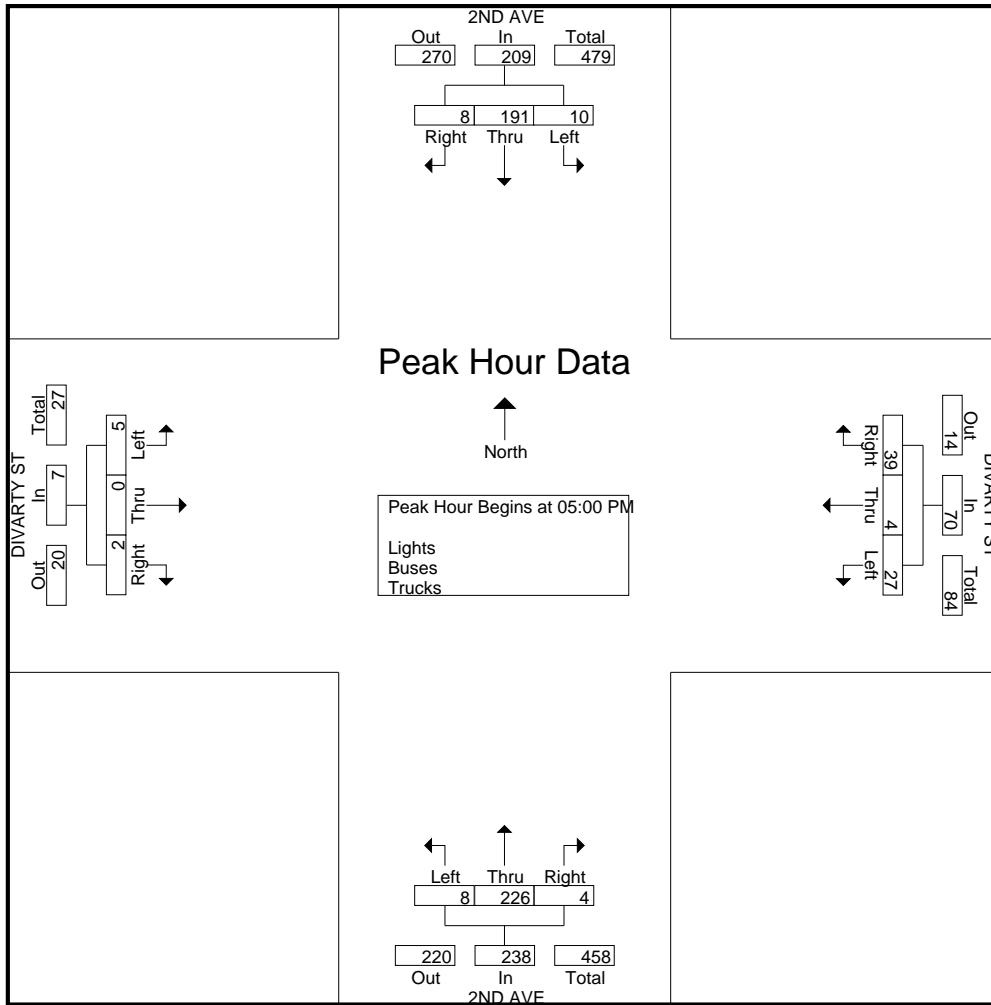 2ND AVE
Out In Total
270 209 479
8 191 10
Right Thru Left
Peak Hour Data
North
Peak Hour Begins at 05:00 PM
Lights
Buses
Trucks
DIVARTY ST
Total In Out
27 7 20
5 0 2
Left Thru Right
DIVARTY ST
Out In Total
14 70 84
39 4 27
Right Thru Left
Left Thru Right
8 226 4
220 238 458
Out In Total
2ND AVE